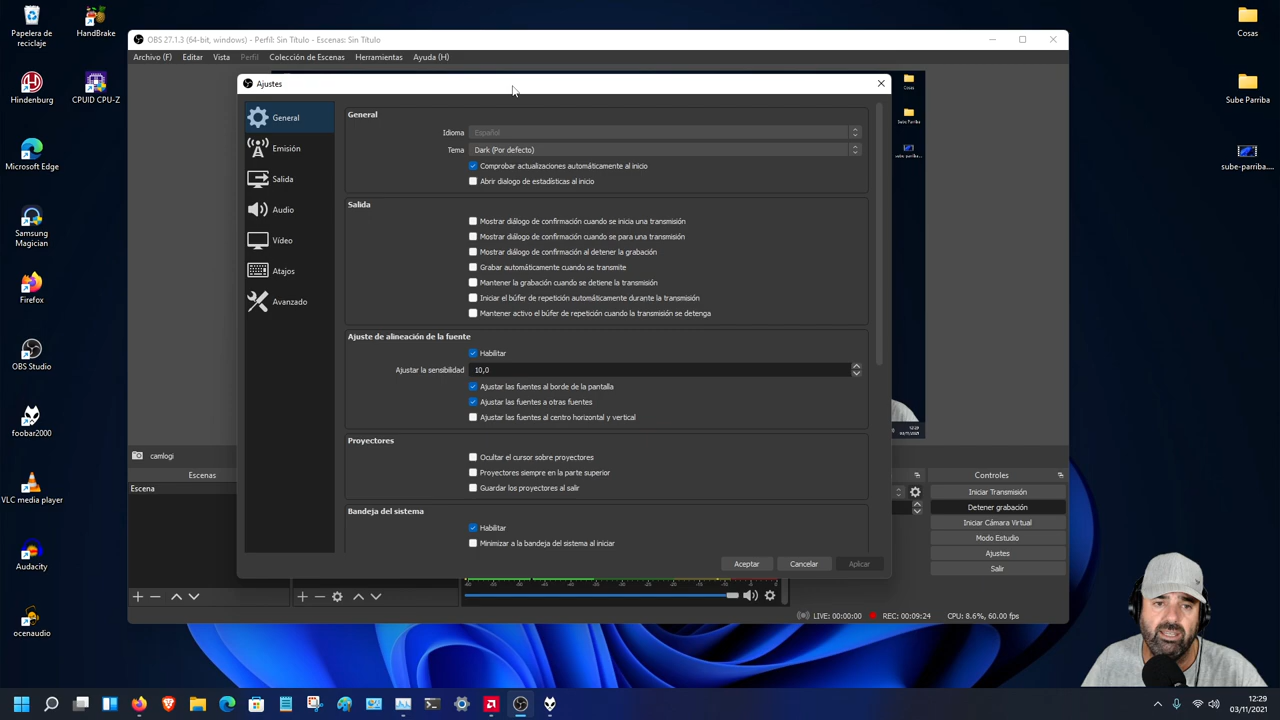 Papelera de reciclaje
HandBrake
Hindenburg
CPUID CPU-Z
Microsoft Edge
Samsung Magician
Firefox
OBS Studio
foobar2000
VLC media player
Audacity
ocenaudio
Cosas
Sube Parriba
sube-parriba....
OBS 27.1.3 (64-bit, windows) - Perfil: Sin Título - Escenas: Sin Título
Archivo (F) Editar Vista Perfil Colección de Escenas Herramientas Ayuda (H)
Ajustes
General
Emisión
Salida
Audio
Vídeo
Atajos
Avanzado
General
Idioma Español
Tema Dark (Por defecto)
Comprobar actualizaciones automáticamente al inicio
Abrir dialogo de estadísticas al inicio
Salida
Mostrar diálogo de confirmación cuando se inicia una transmisión
Mostrar diálogo de confirmación cuando se para una transmisión
Mostrar diálogo de confirmación al detener la grabación
Grabar automáticamente cuando se transmite
Mantener la grabación cuando se detiene la transmisión
Iniciar el búfer de repetición automáticamente durante la transmisión
Mantener activo el búfer de repetición cuando la transmisión se detenga
Ajuste de alineación de la fuente
Habilitar
Ajustar la sensibilidad 10,0
Ajustar las fuentes al borde de la pantalla
Ajustar las fuentes a otras fuentes
Ajustar las fuentes al centro horizontal y vertical
Proyectores
Ocultar el cursor sobre proyectores
Proyectores siempre en la parte superior
Guardar los proyectores al salir
Bandeja del sistema
Habilitar
Minimizar a la bandeja del sistema al iniciar
Aceptar Cancelar Aplicar
Cosas
Sube Parriba
sube-parriba...
camlogi
Escenas
Escena
Controles
Iniciar Transmisión
Detener grabación
Iniciar Cámara Virtual
Modo Estudio
Ajustes
Salir
LIVE: 00:00:00 REC: 00:09:24 CPU: 8.6%, 60.00 fps
12:29
03/11/2021